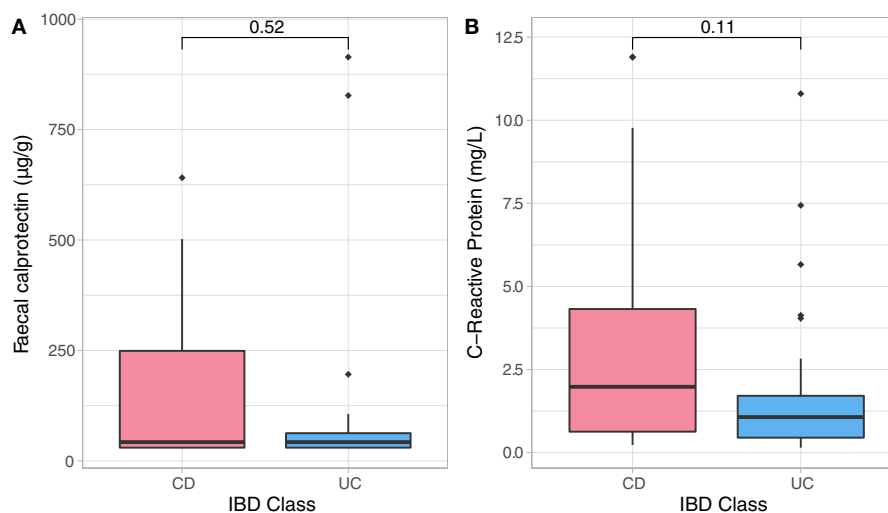 A
0.52
1000
750
500
250
0
Faecal calprotectin (µg/g)
CD
UC
IBD Class
B
0.11
12.5
10.0
7.5
5.0
2.5
0.0
C−Reactive Protein (mg/L)
CD
UC
IBD Class